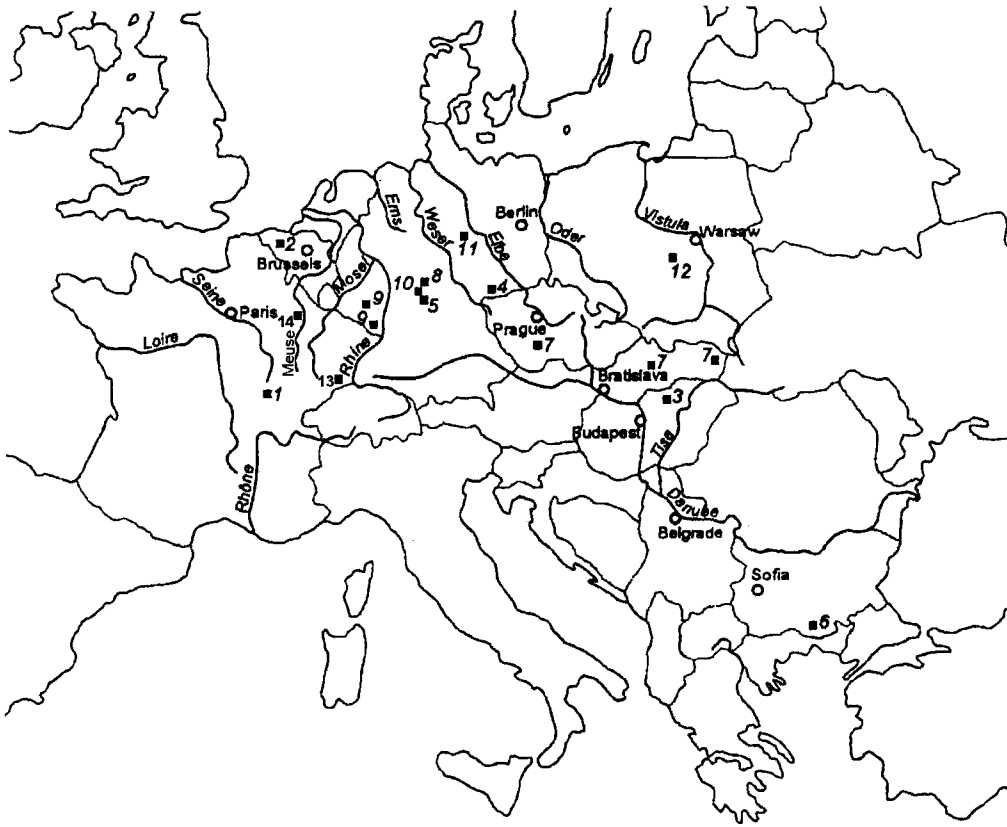 Ems
Weser
Berlin
Elbe
Oder
Vistula
Warsaw
2
Brussels
11
12
Mosel
10
8
5
4
9
9
Seine
Paris
14
Meuse
Rhine
Prague
7
7
7
Loire
1
13
Bratislava
3
Budapest
Tisa
Rhône
Danube
Belgrade
Sofia
6